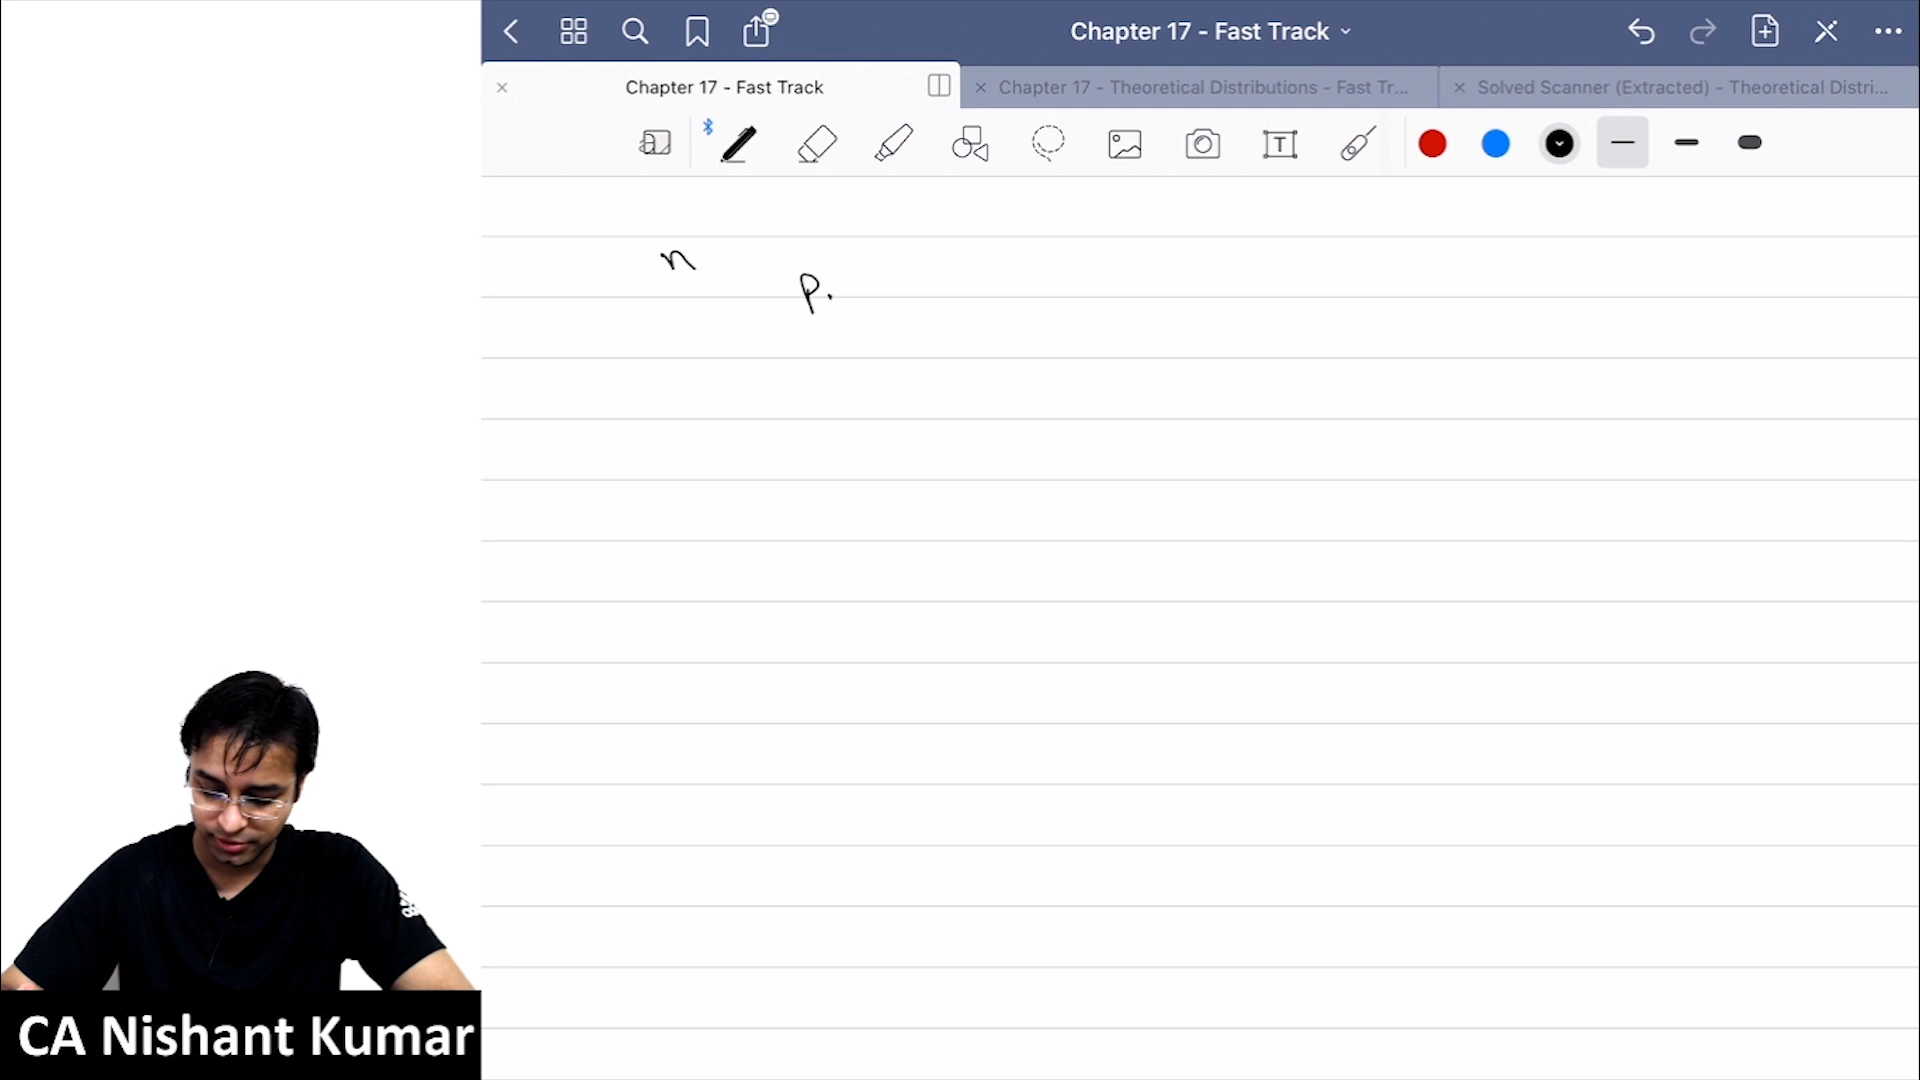 Chapter 17 - Fast Track
Chapter 17 - Fast Track
Chapter 17 - Theoretical Distributions - Fast Tr...
Solved Scanner (Extracted) - Theoretical Distri...
a
T
n
P.
CA Nishant Kumar